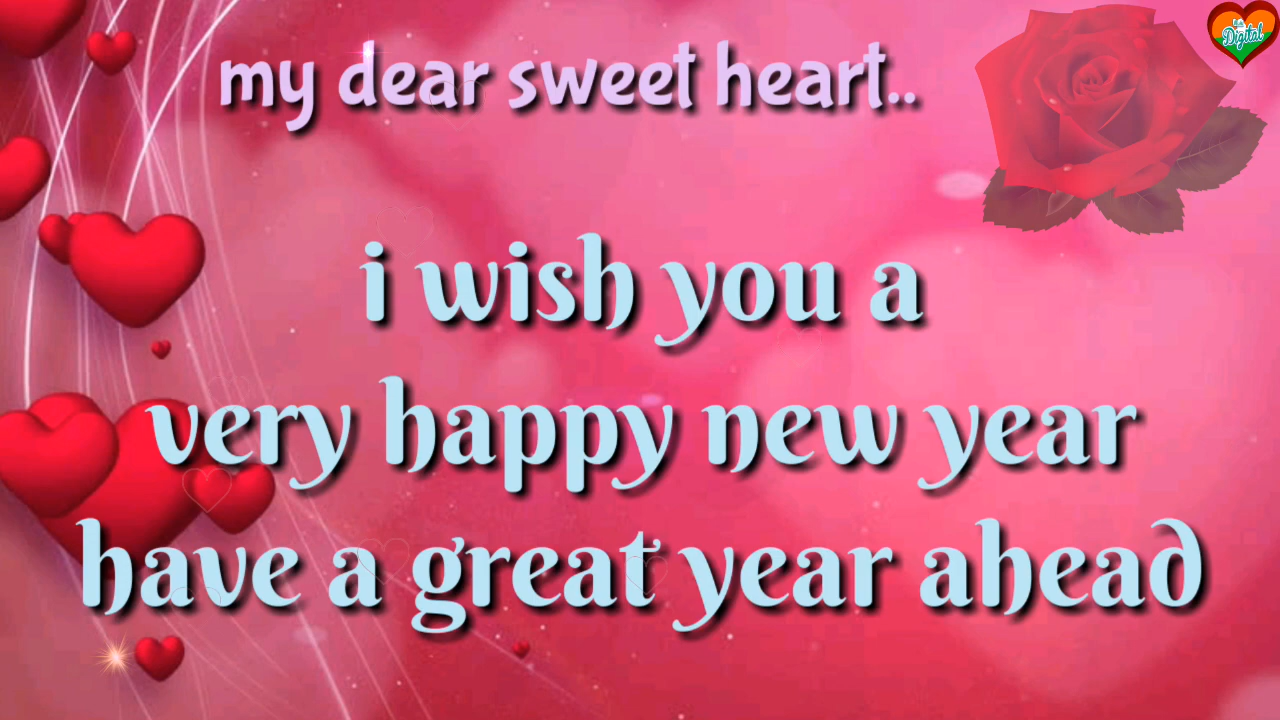 my dear sweet heart..
Digital
i wish you a
very happy new year
have a great year ahead